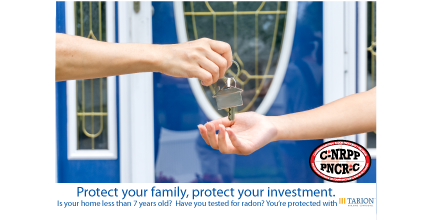 C-NRPP
PNCR-C
Protect your family, protect your investment.
Is your home less than 7 years old? Have you tested for radon? You're protected with TARION